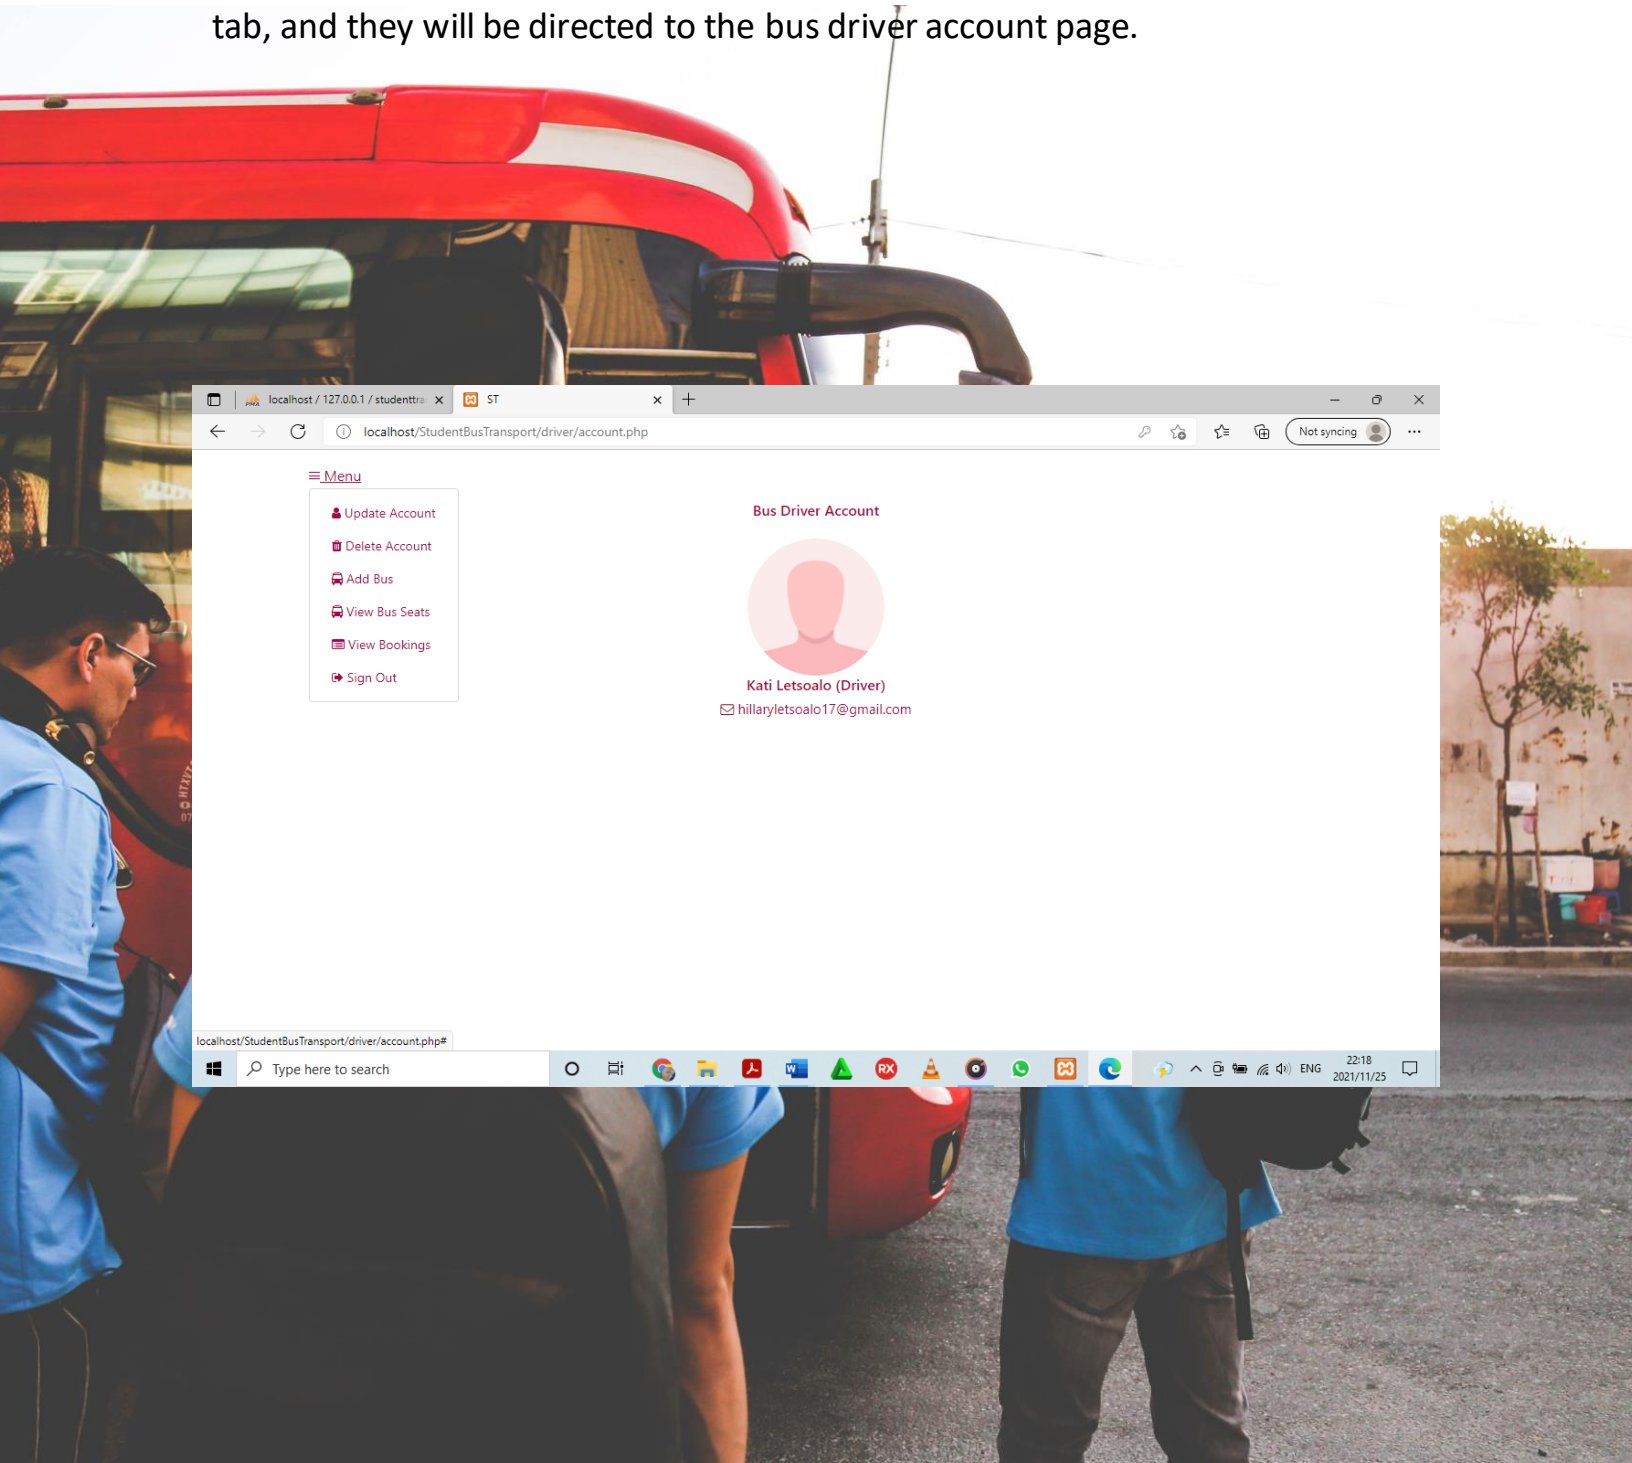 tab, and they will be directed to the bus driver account page.
localhost / 127.0.0.1 / studenttra
ST
localhost/StudentBusTransport/driver/account.php
Not syncing
Menu
Update Account
Delete Account
Add Bus
View Bus Seats
View Bookings
Sign Out
Bus Driver Account
Kati Letsoalo (Driver)
hillaryletsoalo17@gmail.com
localhost/StudentBusTransport/driver/account.php#
Type here to search
ENG
22:18
2021/11/25